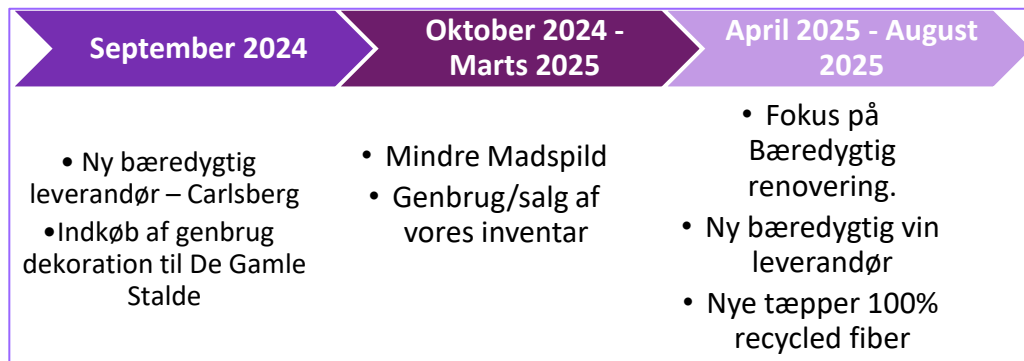 September 2024
• Ny bæredygtig
leverandør – Carlsberg
•Indkøb af genbrug
dekoration til De Gamle
Stalde
Oktober 2024 -
Marts 2025
• Mindre Madspild
• Genbrug/salg af
vores inventar
April 2025 - August
2025
• Fokus på
Bæredygtig
renovering.
• Ny bæredygtig vin
leverandør
• Nye tæpper 100%
recycled fiber